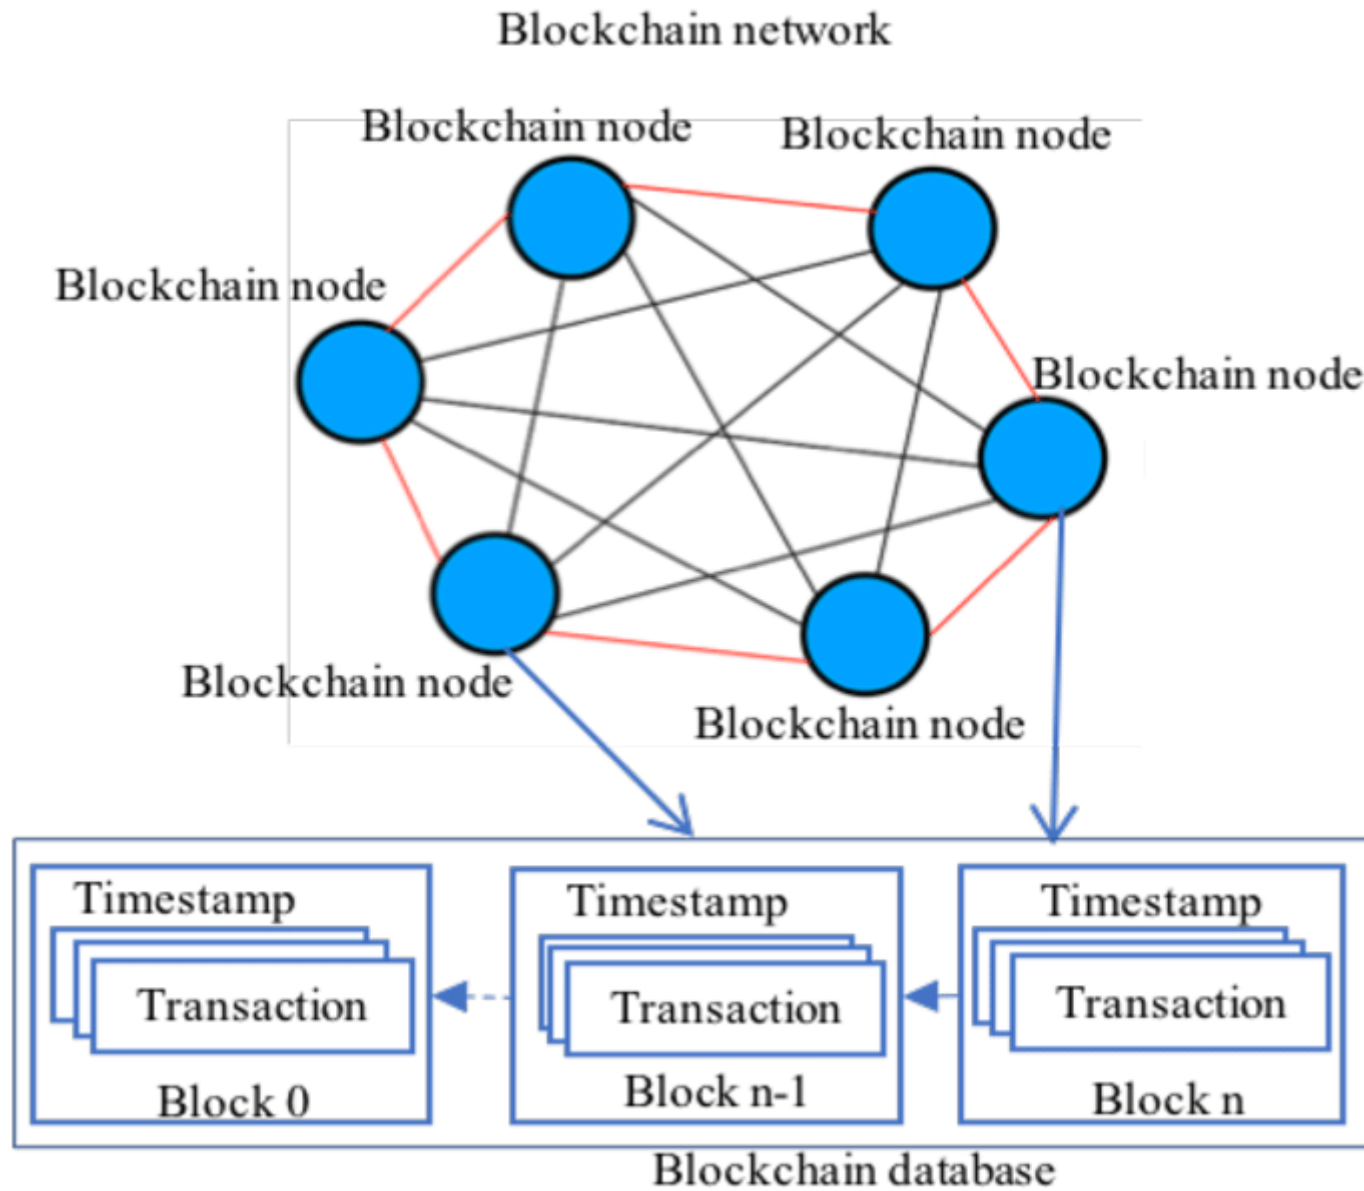 Blockchain network
Blockchain node
Blockchain node
Blockchain node
Blockchain node
Blockchain node
Blockchain node
Timestamp
Transaction
Block 0
Timestamp
Transaction
Block n-1
Timestamp
Transaction
Block n
Blockchain database